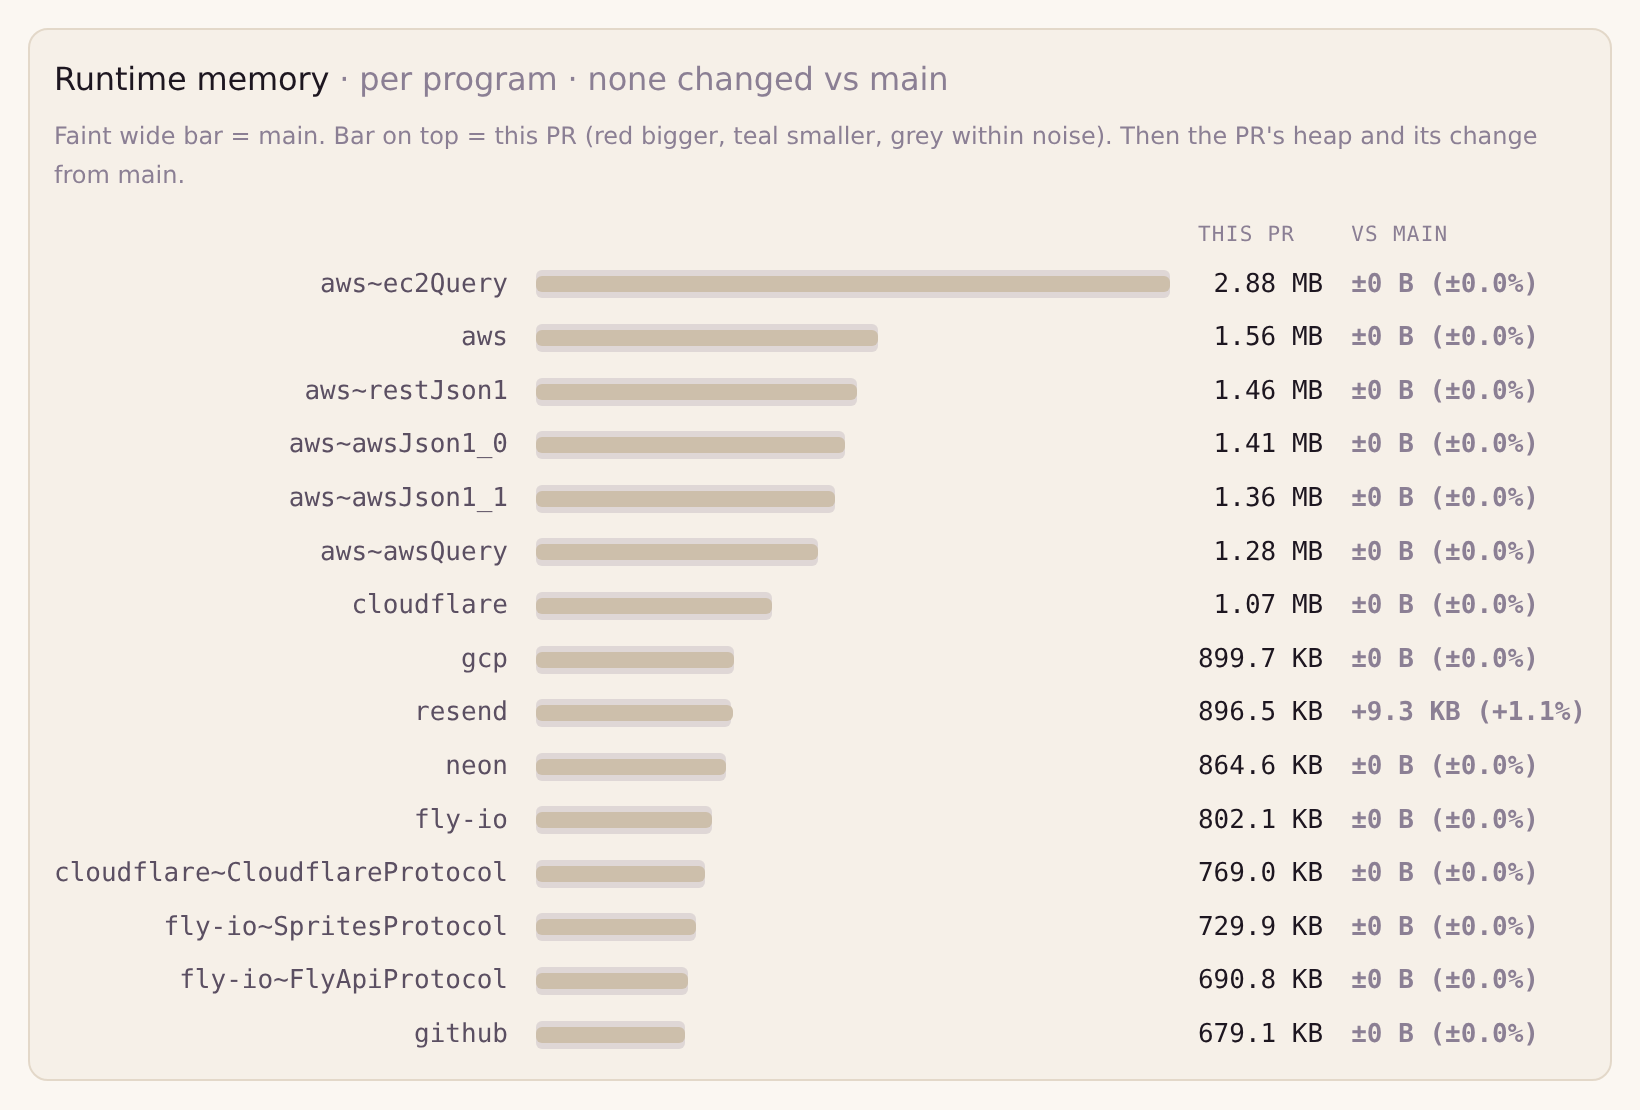 Runtime memory · per program · none changed vs main
Faint wide bar = main. Bar on top = this PR (red bigger, teal smaller, grey within noise). Then the PR's heap and its change
from main.
THIS PR VS MAIN
aws~ec2Query 2.88 MB ±0 B (±0.0%)
aws 1.56 MB ±0 B (±0.0%)
aws~restJson1 1.46 MB ±0 B (±0.0%)
aws~awsJson1_0 1.41 MB ±0 B (±0.0%)
aws~awsJson1_1 1.36 MB ±0 B (±0.0%)
aws~awsQuery 1.28 MB ±0 B (±0.0%)
cloudflare 1.07 MB ±0 B (±0.0%)
gcp 899.7 KB ±0 B (±0.0%)
resend 896.5 KB +9.3 KB (+1.1%)
neon 864.6 KB ±0 B (±0.0%)
fly-io 802.1 KB ±0 B (±0.0%)
cloudflare~CloudflareProtocol 769.0 KB ±0 B (±0.0%)
fly-io~SpritesProtocol 729.9 KB ±0 B (±0.0%)
fly-io~FlyApiProtocol 690.8 KB ±0 B (±0.0%)
github 679.1 KB ±0 B (±0.0%)